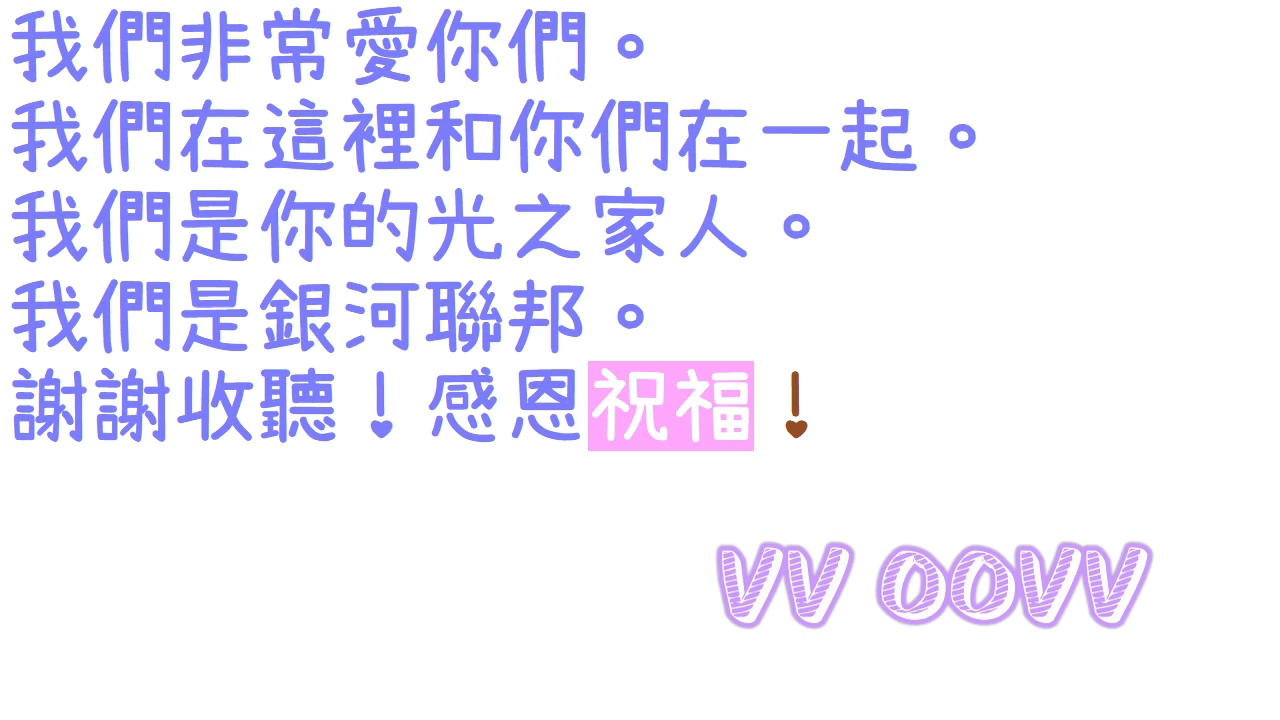 我們非常愛你們。
我們在這裡和你們在一起。
我們是你的光之家人。
我們是銀河聯邦。
謝謝收聽！感恩祝福！
VV OOVV